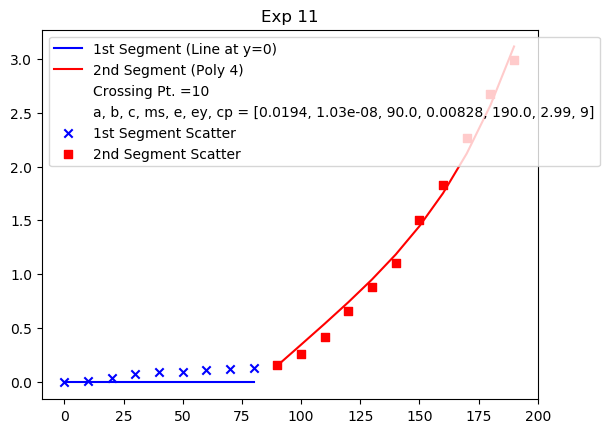 Exp 11
1st Segment (Line at y=0)
2nd Segment (Poly 4)
Crossing Pt. =10
a, b, c, ms, e, ey, cp = [0.0194, 1.03e-08, 90.0, 0.00828, 190.0, 2.99, 9]
1st Segment Scatter
2nd Segment Scatter
3.0
2.5
2.0
1.5
1.0
0.5
0.0
0 25 50 75 100 125 150 175 200